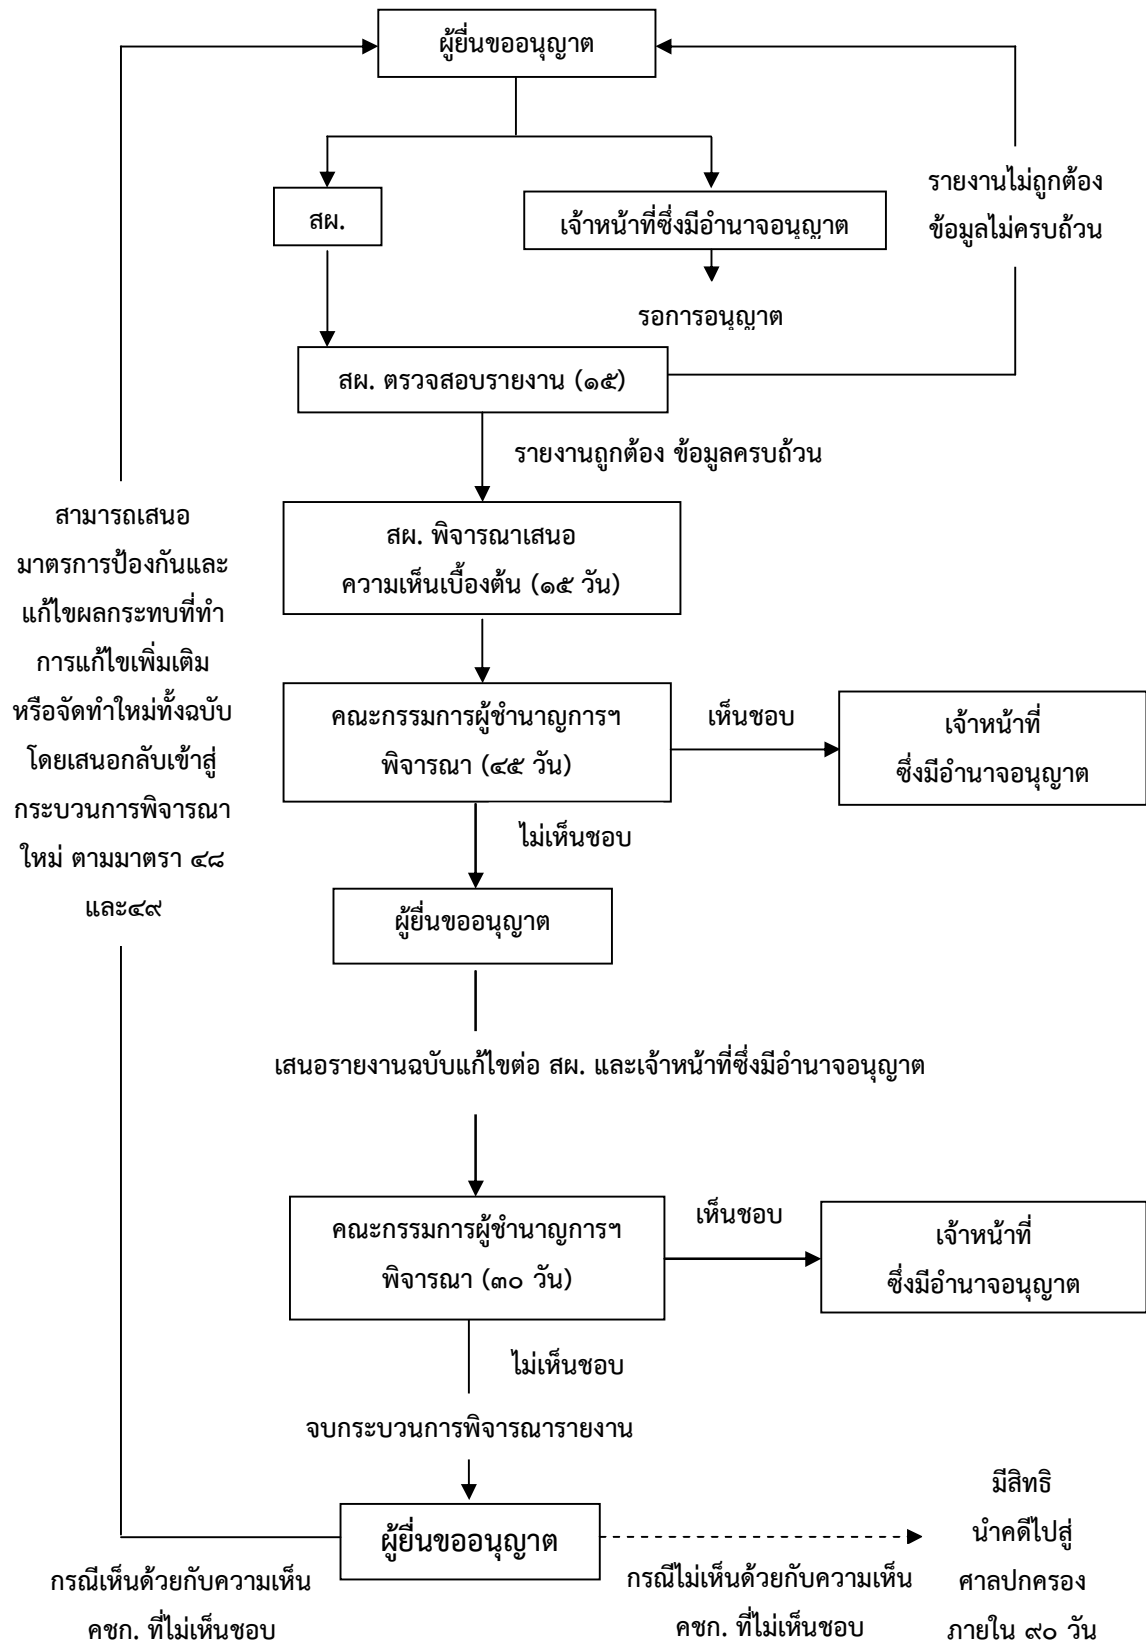 ผู้ยื่นขออนุญาต
รายงานไม่ถูกต้อง
ข้อมูลไม่ครบถ้วน
สผ.
เจ้าหน้าที่ซึ่งมีอำนาจอนุญาต
รอการอนุญาต
สผ. ตรวจสอบรายงาน (๑๕)
รายงานถูกต้อง ข้อมูลครบถ้วน
สผ. พิจารณาเสนอ
ความเห็นเบื้องต้น (๑๕ วัน)
สามารถเสนอ
มาตรการป้องกันและ
แก้ไขผลกระทบที่ทำ
การแก้ไขเพิ่มเติม
หรือจัดทำใหม่ทั้งฉบับ
โดยเสนอกลับเข้าสู่
กระบวนการพิจารณา
ใหม่ ตามมาตรา ๔๘
และ๔๙
คณะกรรมการผู้ชำนาญการฯ
พิจารณา (๔๕ วัน)
เห็นชอบ
เจ้าหน้าที่
ซึ่งมีอำนาจอนุญาต
ไม่เห็นชอบ
ผู้ยื่นขออนุญาต
เสนอรายงานฉบับแก้ไขต่อ สผ. และเจ้าหน้าที่ซึ่งมีอำนาจอนุญาต
คณะกรรมการผู้ชำนาญการฯ
พิจารณา (๓๐ วัน)
เห็นชอบ
เจ้าหน้าที่
ซึ่งมีอำนาจอนุญาต
ไม่เห็นชอบ
จบกระบวนการพิจารณารายงาน
ผู้ยื่นขออนุญาต
กรณีเห็นด้วยกับความเห็น
คชก. ที่ไม่เห็นชอบ
กรณีไม่เห็นด้วยกับความเห็น
คชก. ที่ไม่เห็นชอบ
มีสิทธิ
นำคดีไปสู่
ศาลปกครอง
ภายใน ๙๐ วัน